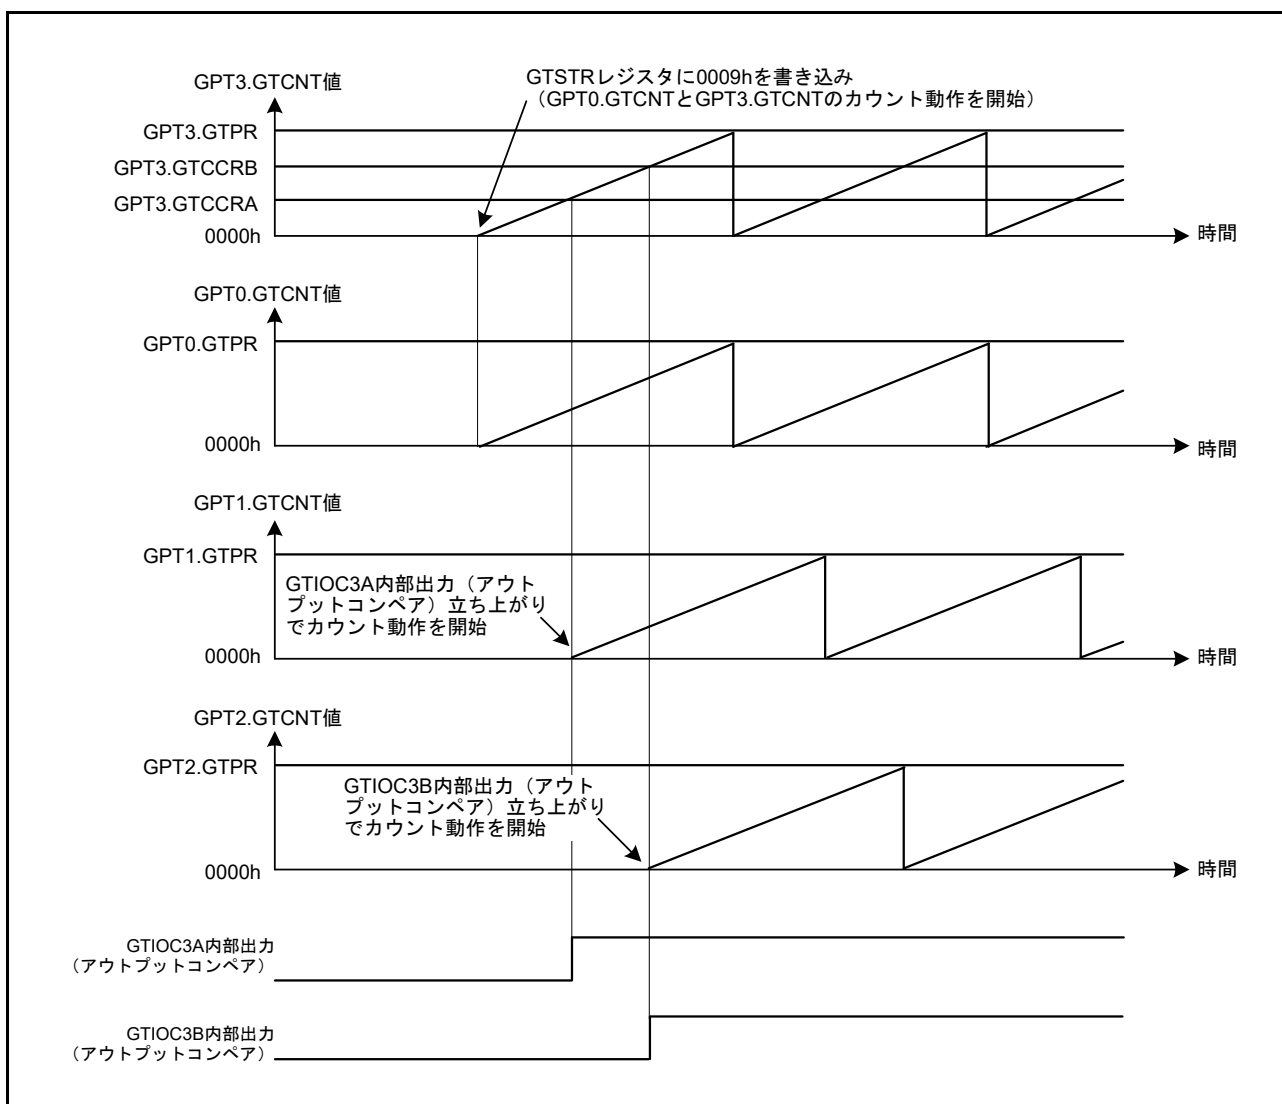 GPT3.GTCNT値
GTSTRレジスタに0009hを書き込み
（GPT0.GTCNTとGPT3.GTCNTのカウント動作を開始）
GPT3.GTPR
GPT3.GTCCRB
GPT3.GTCCRA
0000h
時間
GPT0.GTCNT値
GPT0.GTPR
0000h
時間
GPT1.GTCNT値
GPT1.GTPR
GTIOC3A内部出力（アウト
プットコンペア）立ち上がり
でカウント動作を開始
0000h
時間
GPT2.GTCNT値
GPT2.GTPR
GTIOC3B内部出力（アウト
プットコンペア）立ち上がり
でカウント動作を開始
0000h
時間
GTIOC3A内部出力
（アウトプットコンペア）
GTIOC3B内部出力
（アウトプットコンペア）